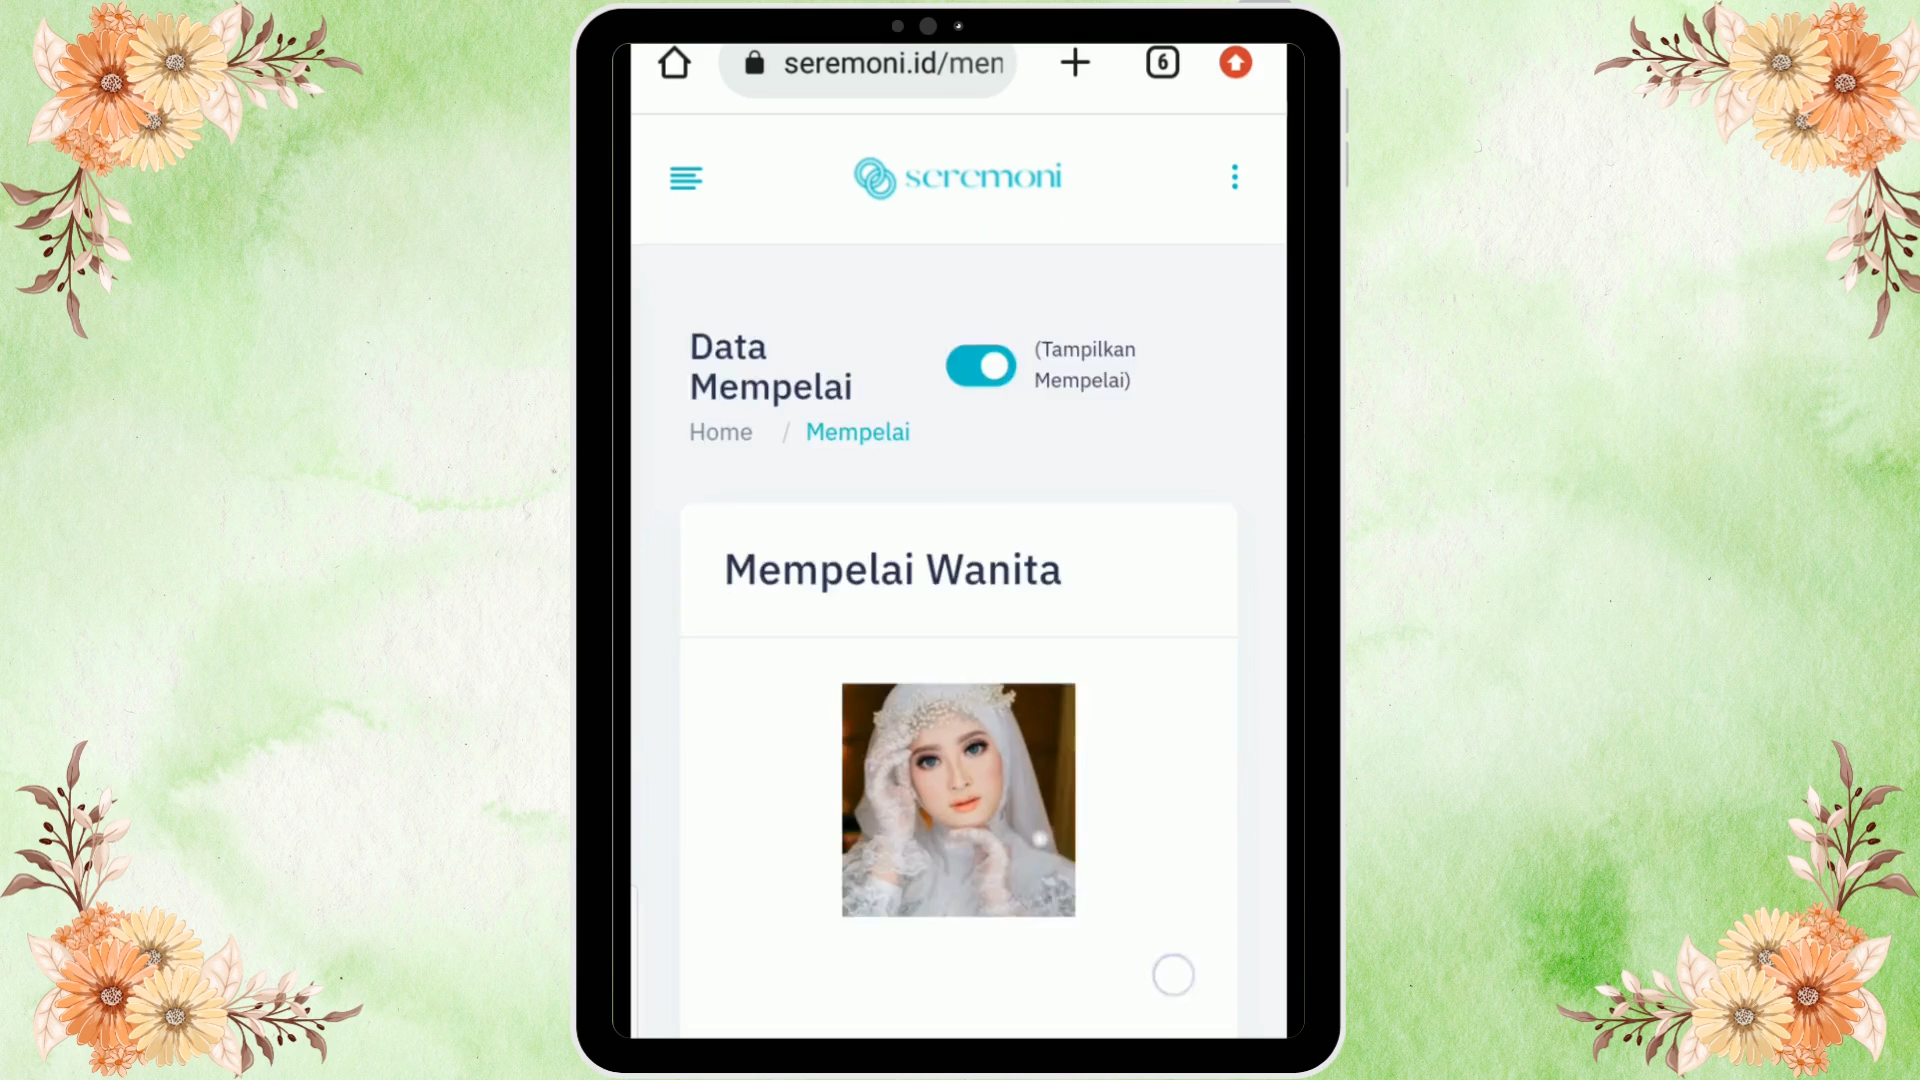 seremoni.id/men
6
seremoni
Data
Mempelai
(Tampilkan
Mempelai)
Home / Mempelai
Mempelai Wanita